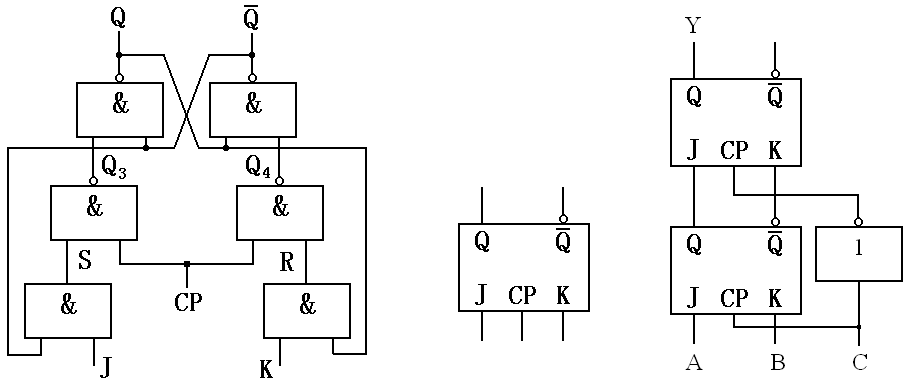 Q Q̅
& &
Q₃ Q₄
& &
S R
CP
& &
J K
Q Q̅
J CP K
Y
Q Q̅
J CP K
Q Q̅
1
J CP K
A B C